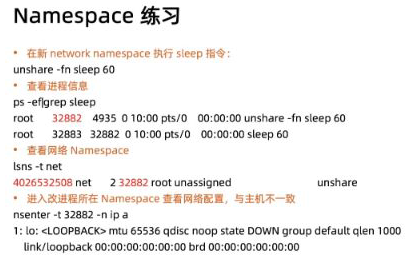 Namespace 练习
• 在新 network namespace 执行 sleep 指令：
unshare -fn sleep 60
• 查看进程信息
ps -ef|grep sleep
root 32882 4935 0 10:00 pts/0 00:00:00 unshare -fn sleep 60
root 32883 32882 0 10:00 pts/0 00:00:00 sleep 60
• 查看网络 Namespace
lsns -t net
4026532508 net 2 32882 root unassigned unshare
• 进入改进程所在 Namespace 查看网络配置，与主机不一致
nsenter -t 32882 -n ip a
1: lo: <LOOPBACK> mtu 65536 qdisc noop state DOWN group default qlen 1000
link/loopback 00:00:00:00:00:00 brd 00:00:00:00:00:00